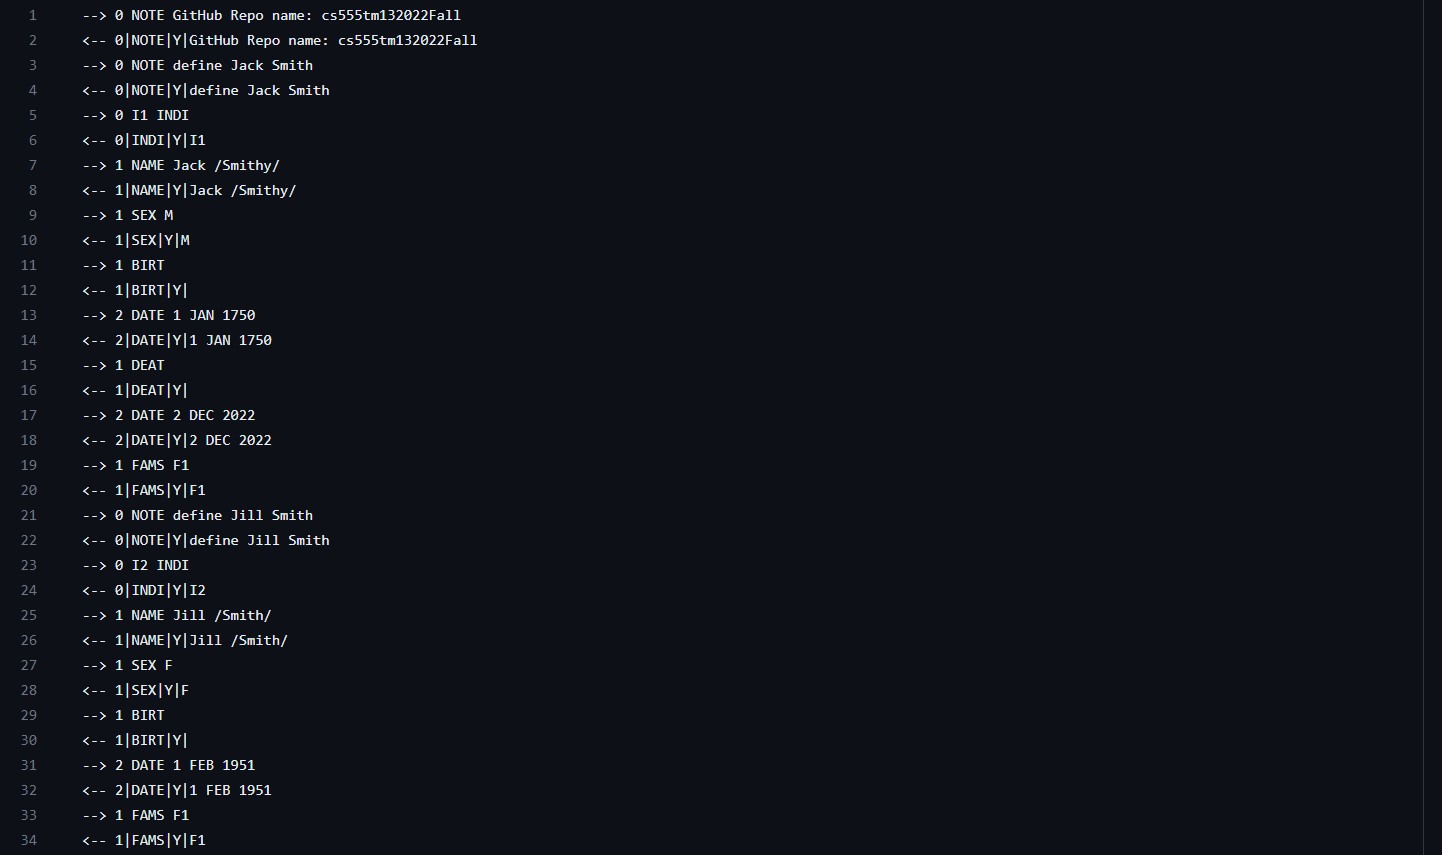 1 --> 0 NOTE GitHub Repo name: cs555tm132022Fall
2 <-- 0|NOTE|Y|GitHub Repo name: cs555tm132022Fall
3 --> 0 NOTE define Jack Smith
4 <-- 0|NOTE|Y|define Jack Smith
5 --> 0 I1 INDI
6 <-- 0|INDI|Y|I1
7 --> 1 NAME Jack /Smithy/
8 <-- 1|NAME|Y|Jack /Smithy/
9 --> 1 SEX M
10 <-- 1|SEX|Y|M
11 --> 1 BIRT
12 <-- 1|BIRT|Y|
13 --> 2 DATE 1 JAN 1750
14 <-- 2|DATE|Y|1 JAN 1750
15 --> 1 DEAT
16 <-- 1|DEAT|Y|
17 --> 2 DATE 2 DEC 2022
18 <-- 2|DATE|Y|2 DEC 2022
19 --> 1 FAMS F1
20 <-- 1|FAMS|Y|F1
21 --> 0 NOTE define Jill Smith
22 <-- 0|NOTE|Y|define Jill Smith
23 --> 0 I2 INDI
24 <-- 0|INDI|Y|I2
25 --> 1 NAME Jill /Smith/
26 <-- 1|NAME|Y|Jill /Smith/
27 --> 1 SEX F
28 <-- 1|SEX|Y|F
29 --> 1 BIRT
30 <-- 1|BIRT|Y|
31 --> 2 DATE 1 FEB 1951
32 <-- 2|DATE|Y|1 FEB 1951
33 --> 1 FAMS F1
34 <-- 1|FAMS|Y|F1